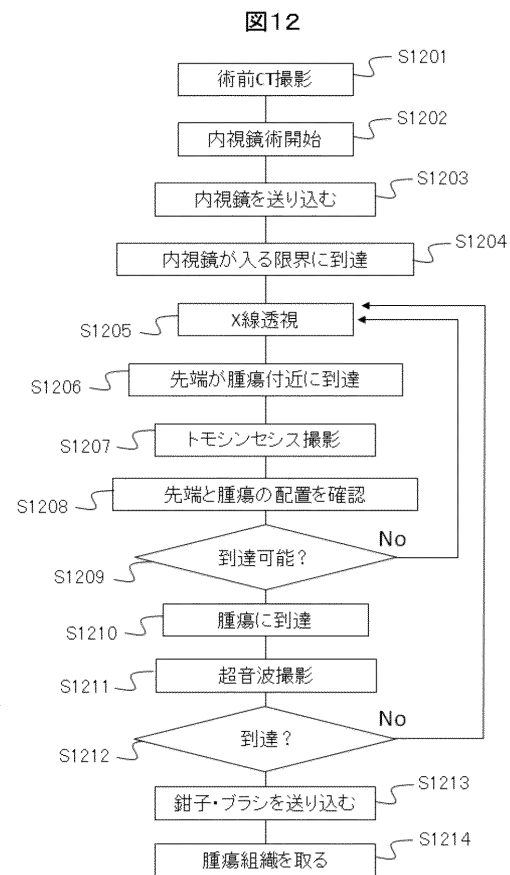 図12
術前CT撮影
S1201
内視鏡術開始
S1202
内視鏡を送り込む
S1203
内視鏡が入る限界に到達
S1204
X線透視
S1205
先端が腫瘍付近に到達
S1206
トモシンセシス撮影
S1207
先端と腫瘍の配置を確認
S1208
No
到達可能?
S1209
腫瘍に到達
S1210
超音波撮影
S1211
No
到達?
S1212
鉗子・ブラシを送り込む
S1213
腫瘍組織を取る
S1214